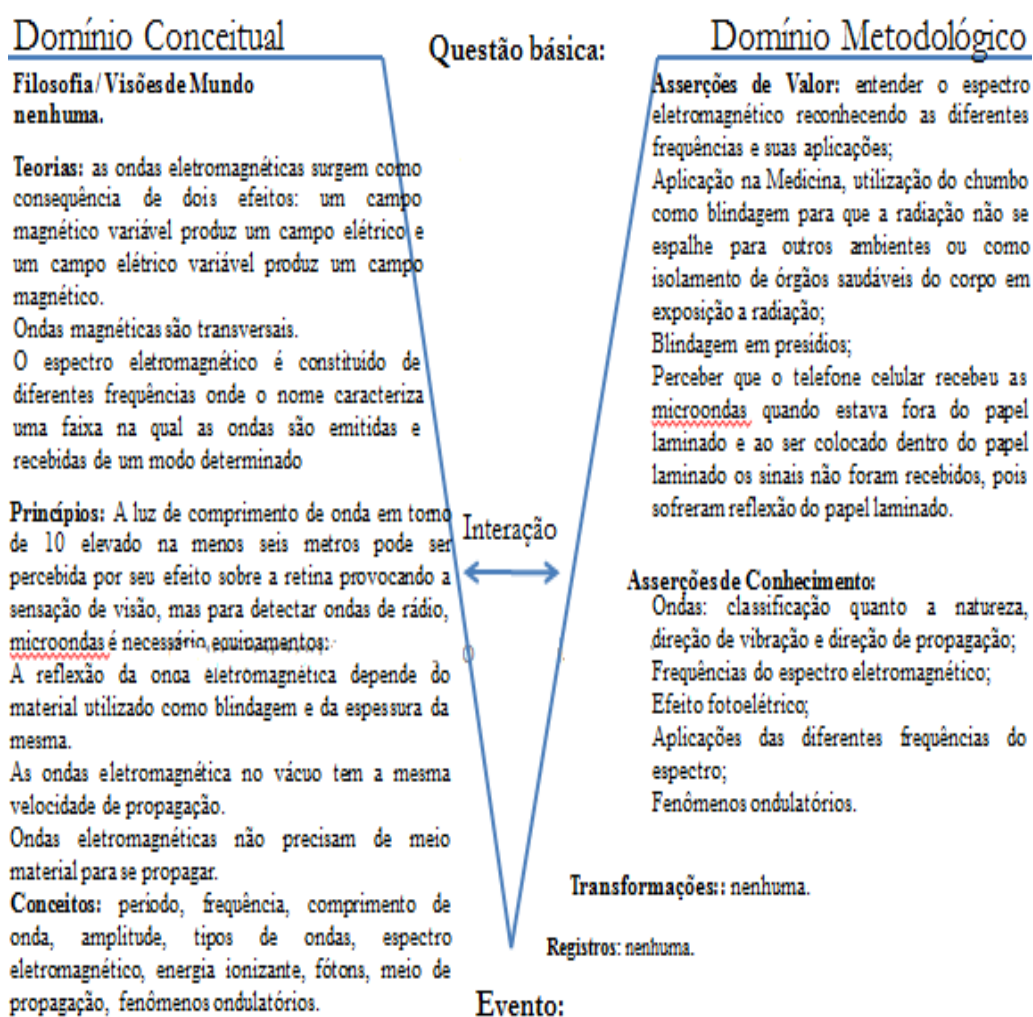 Domínio Conceitual
Filosofia/ Visões de Mundo
nenhuma.
Teorias: as ondas eletromagnéticas surgem como
consequência de dois efeitos: um campo
magnético variável produz um campo elétrico e
um campo elétrico variável produz um campo
magnético.
Ondas magnéticas são transversais.
O espectro eletromagnético é constituido de
diferentes frequências onde o nome caracteriza
uma faixa na qual as ondas são emitidas e
recebidas de um modo determinado
Princípios: A luz de comprimento de onda em torno
de 10 elevado na menos seis metros pode ser
percebida por seu efeito sobre a retina provocando a
sensação de visão, mas para detectar ondas de rádio,
microondas é necessário equipamentos:
A reflexão da onda eletromagnética depende do
material utilizado como blindagem e da espessura da
mesma.
As ondas eletromagnética no vácuo tem a mesma
velocidade de propagação.
Ondas eletromagnéticas não precisam de meio
material para se propagar.
Conceitos: período, frequência, comprimento de
onda, amplitude, tipos de ondas, espectro
eletromagnético, energia ionizante, fótons, meio de
propagação, fenômenos ondulatórios.
Questão básica:
Interação
Evento:
Domínio Metodológico
Asserções de Valor: entender o espectro
eletromagnético reconhecendo as diferentes
frequências e suas aplicações;
Aplicação na Medicina, utilização do chumbo
como blindagem para que a radiação não se
espalhe para outros ambientes ou como
isolamento de órgãos saudáveis do corpo em
exposição a radiação;
Blindagem em presídios;
Perceber que o telefone celular recebeu as
microondas quando estava fora do papel
laminado e ao ser colocado dentro do papel
laminado os sinais não foram recebidos, pois
sofreram reflexão do papel laminado.
Asserções de Conhecimento:
Ondas: classificação quanto a natureza,
direção de vibração e direção de propagação;
Frequências do espectro eletromagnético;
Efeito fotoelétrico;
Aplicações das diferentes frequências do
espectro;
Fenômenos ondulatórios.
Transformações:: nenhuma.
Registros: nenhuma.